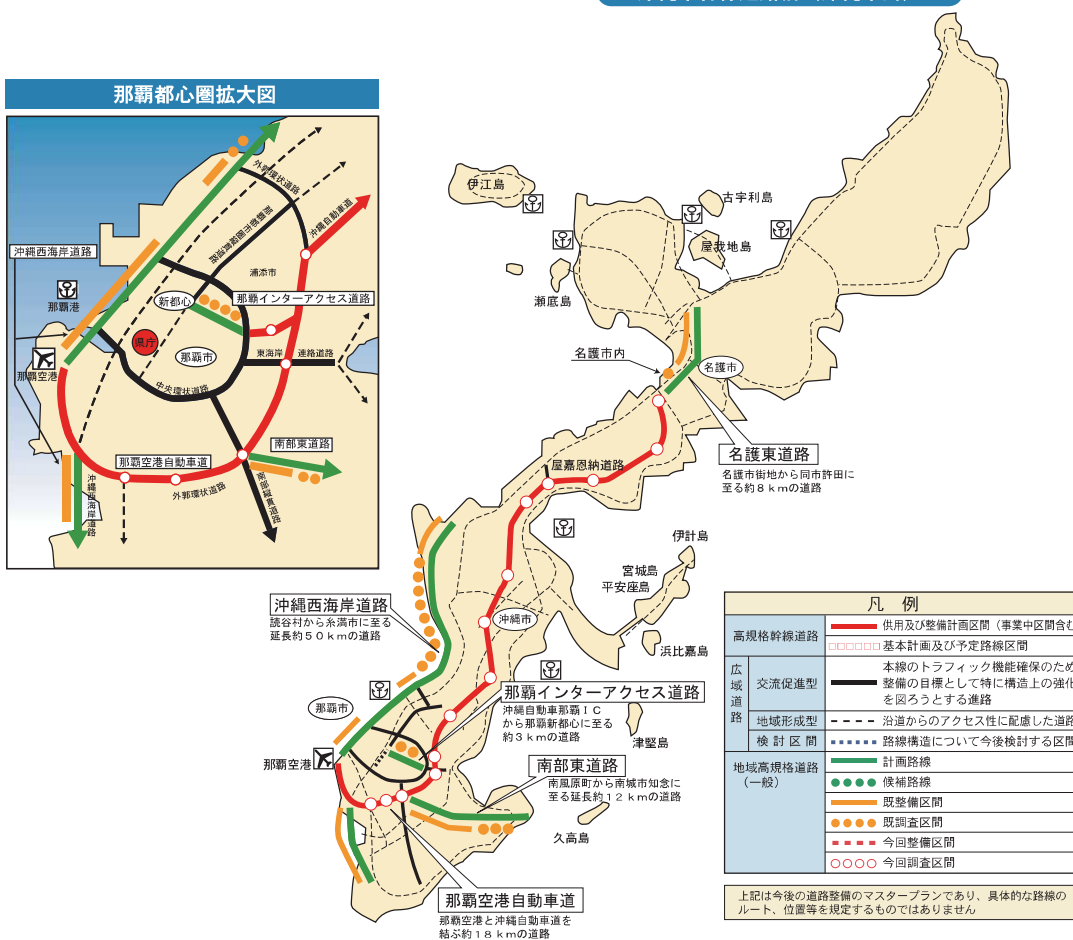 那覇都心圏拡大図
外郭環状道路
那覇都市圏縦貫道路
沖縄自動車道
沖縄西海岸道路
浦添市
新都心
那覇インターアクセス道路
那覇港
県庁
那覇市
東海岸
連絡道路
那覇空港
中央環状道路
南部東道路
那覇空港自動車道
外郭環状道路
沖縄西海岸道路
南部縦貫道路
伊江島
古宇利島
屋我地島
瀬底島
名護市内
名護市
名護東道路
名護市街地から同市許田に
至る約8kmの道路
屋嘉恩納道路
伊計島
宮城島
平安座島
浜比嘉島
沖縄西海岸道路
読谷村から糸満市に至る
延長約50kmの道路
沖縄市
那覇インターアクセス道路
沖縄自動車那覇IC
から那覇新都心に至る
約3kmの道路
津堅島
那覇市
那覇空港
南部東道路
南風原町から南城市知念に
至る延長約12kmの道路
久高島
那覇空港自動車道
那覇空港と沖縄自動車道を
結ぶ約18kmの道路
凡例
高規格幹線道路
供用及び整備計画区間(事業中区間含む
基本計画及び予定路線区間
広域道路
交流促進型
本線のトラフィック機能確保のため
整備の目標として特に構造上の強化
を図ろうとする進路
地域形成型
沿道からのアクセス性に配慮した道路
検討区間
路線構造について今後検討する区間
地域高規格道路
(一般)
計画路線
候補路線
既整備区間
既調査区間
今回整備区間
今回調査区間
上記は今後の道路整備のマスタープランであり、具体的な路線の
ルート、位置等を規定するものではありません